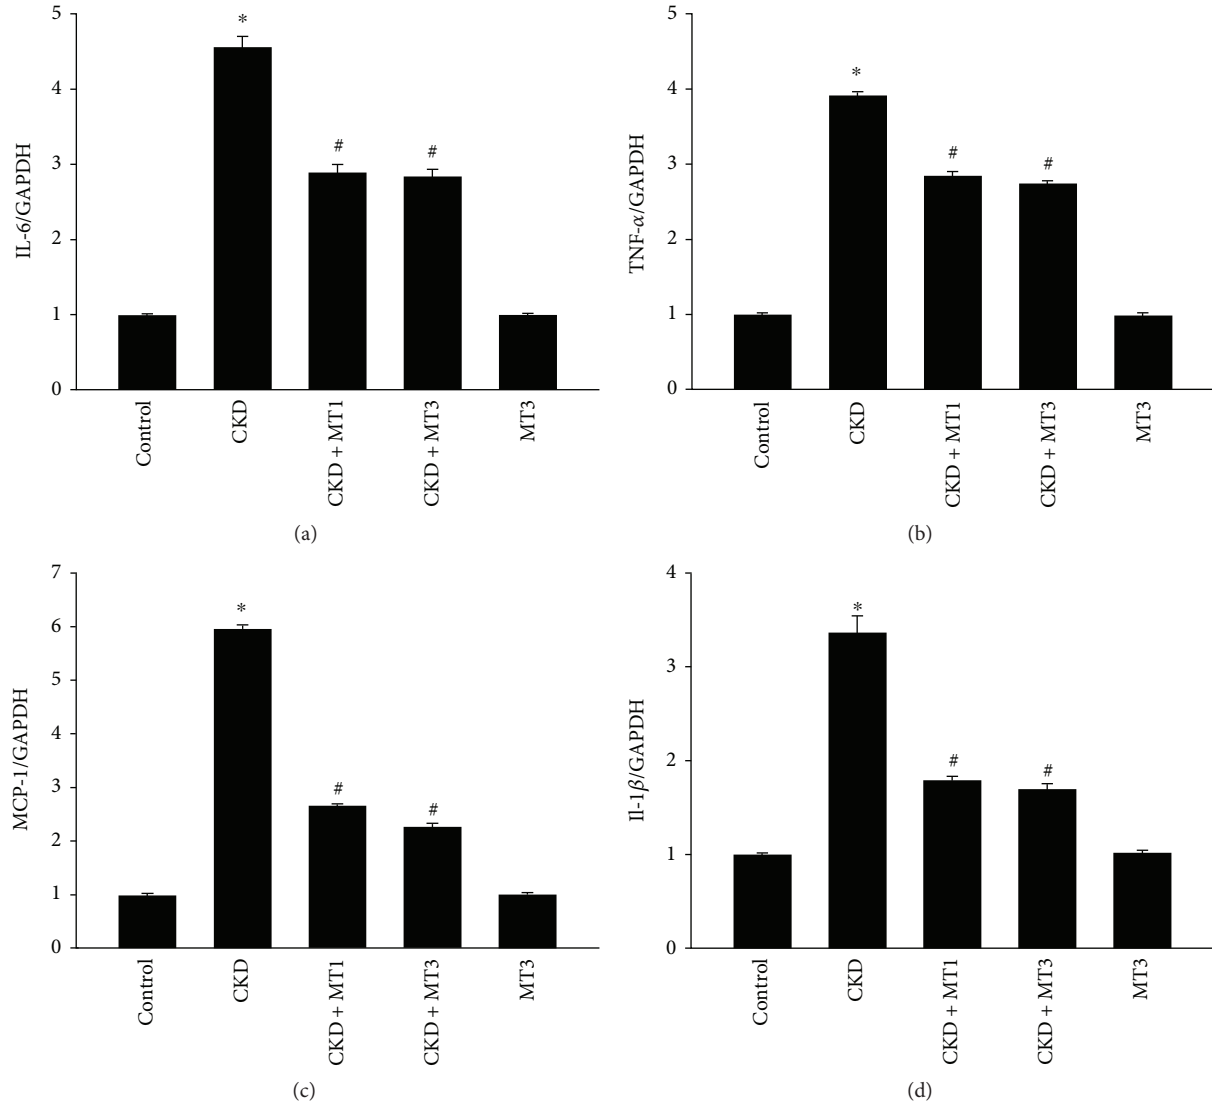 5
4
3
2
1
0
IL-6/GAPDH
*
#
#
Control
CKD
CKD + MT1
CKD + MT3
MT3
(a)
5
4
3
2
1
0
TNF-α/GAPDH
*
#
#
Control
CKD
CKD + MT1
CKD + MT3
MT3
(b)
7
6
5
4
3
2
1
0
MCP-1/GAPDH
*
#
#
Control
CKD
CKD + MT1
CKD + MT3
MT3
(c)
4
3
2
1
0
Il-1β/GAPDH
*
#
#
Control
CKD
CKD + MT1
CKD + MT3
MT3
(d)